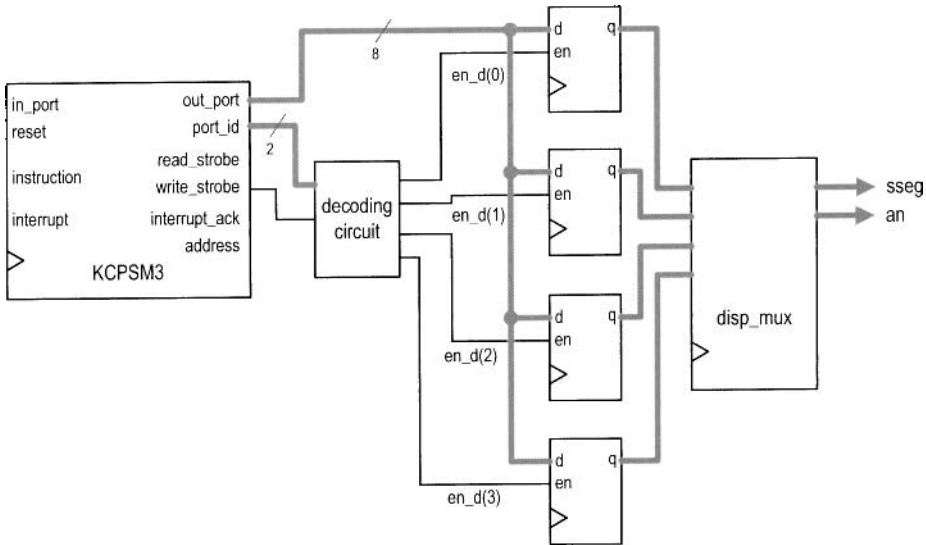 8
d
q
en
en_d(0)
in_port
out_port
reset
port_id
2
instruction
read_strobe
write_strobe
interrupt
interrupt_ack
address
KCPSM3
decoding
circuit
d
q
en
en_d(1)
d
q
en
en_d(2)
d
q
en
en_d(3)
disp_mux
sseg
an